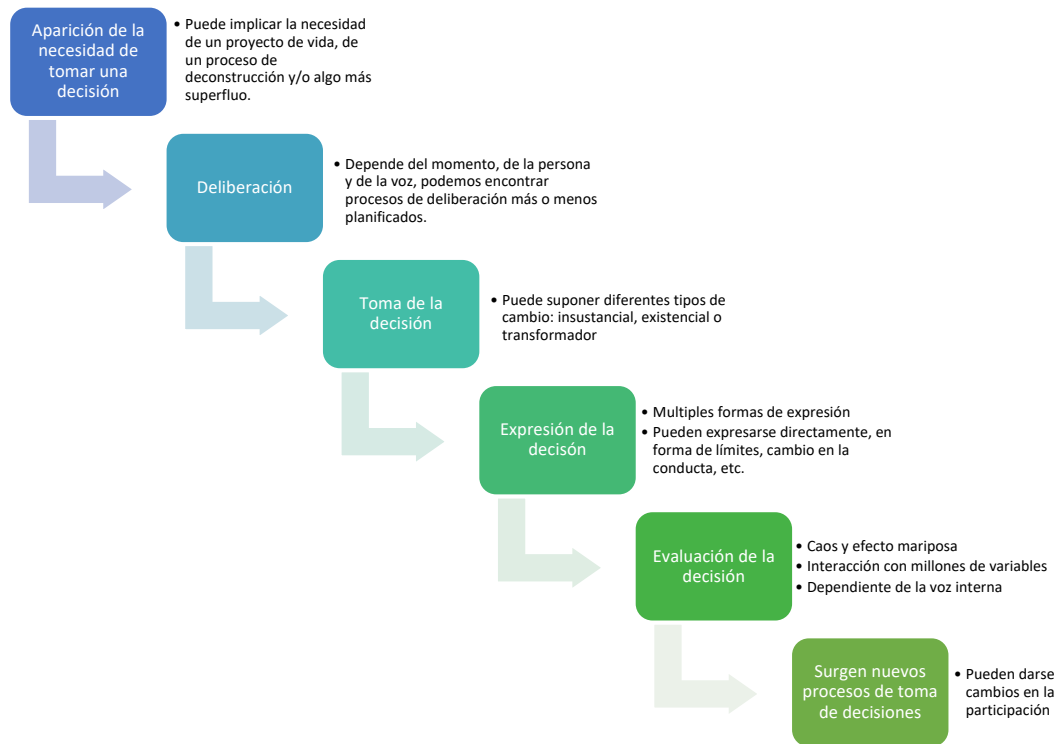 Aparición de la
necesidad de
tomar una
decisión
• Puede implicar la necesidad
de un proyecto de vida, de
un proceso de
deconstrucción y/o algo más
superfluo.
Deliberación
• Depende del momento, de la persona
y de la voz, podemos encontrar
procesos de deliberación más o menos
planificados.
Toma de la
decisión
• Puede suponer diferentes tipos de
cambio: insustancial, existencial o
transformador
Expresión de la
decisón
• Multiples formas de expresión
• Pueden expresarse directamente, en
forma de límites, cambio en la
conducta, etc.
Evaluación de la
decisión
• Caos y efecto mariposa
• Interacción con millones de variables
• Dependiente de la voz interna
Surgen nuevos
procesos de toma
de decisiones
• Pueden darse
cambios en la
participación